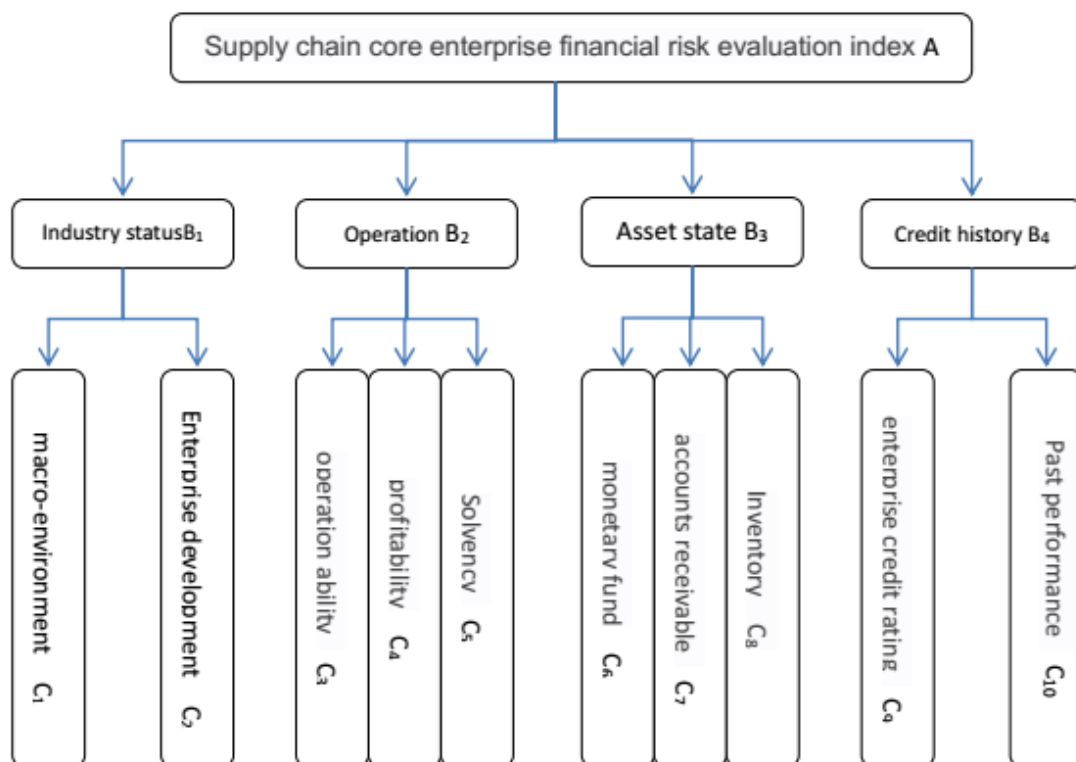 Supply chain core enterprise financial risk evaluation index A
Industry statusB₁
Operation B₂
Asset state B₃
Credit history B₄
macro-environment C₁
Enterprise development C₂
operation ability C₃
profitability C₄
Solvency C₅
monetary fund C₆
accounts receivable C₇
Inventory C₈
enterprise credit rating C₉
Past performance C₁₀